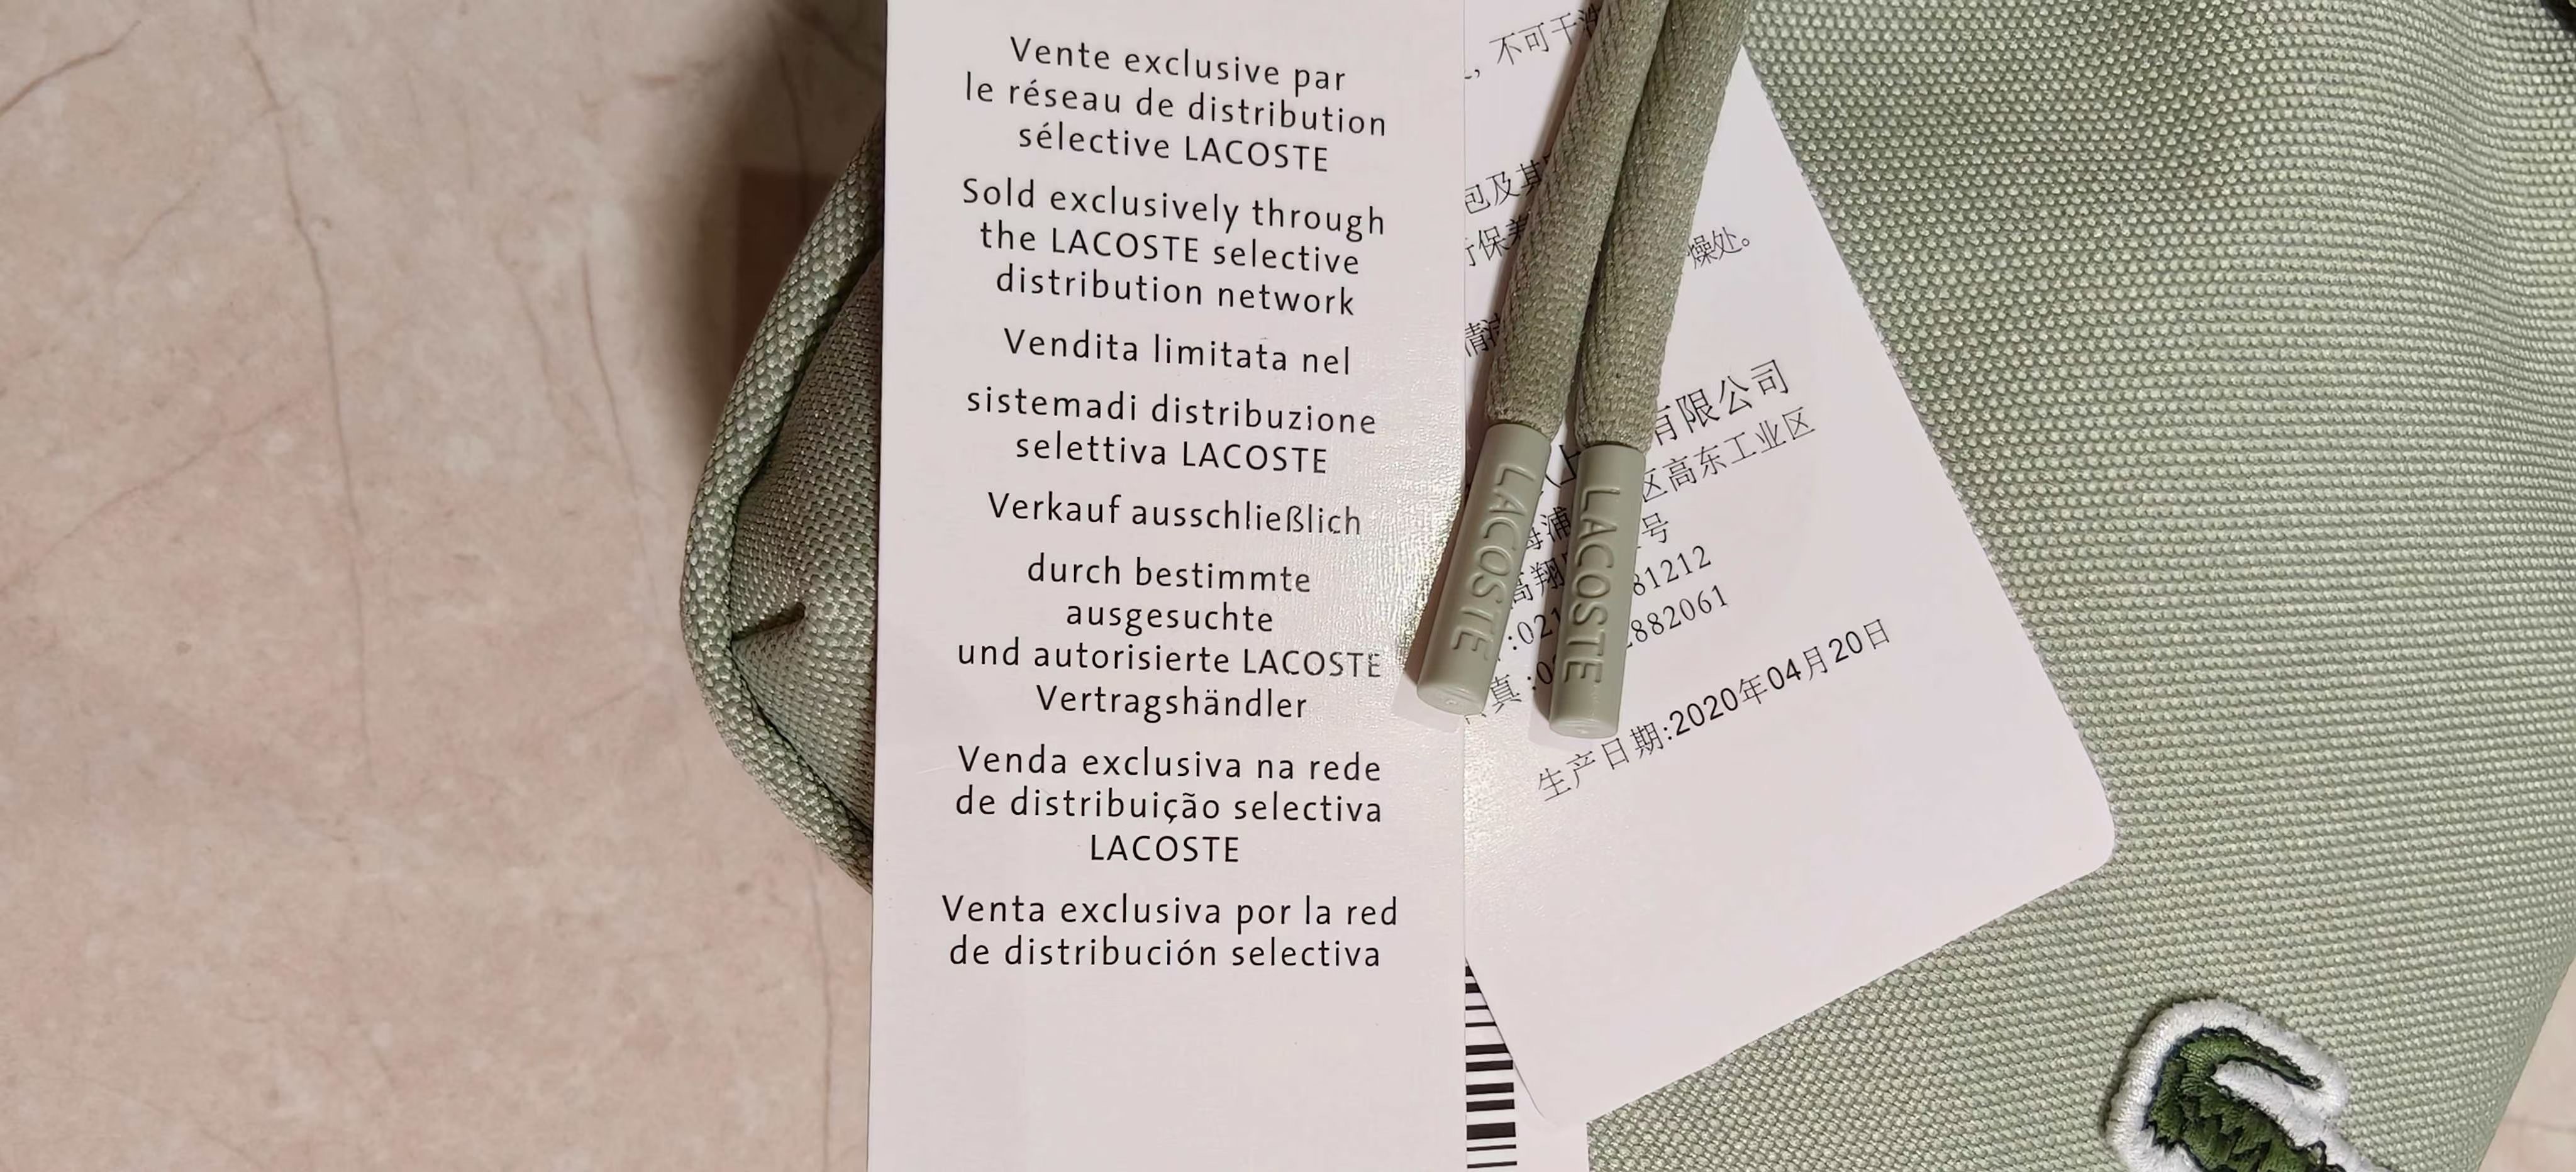 Vente exclusive par
le réseau de distribution
sélective LACOSTE
Sold exclusively through
the LACOSTE selective
distribution network
Vendita limitata nel
sistemadi distribuzione
selettiva LACOSTE
Verkauf ausschließlich
durch bestimmte
ausgesuchte
und autorisierte LACOSTE
Vertragshändler
Venda exclusiva na rede
de distribuição selectiva
LACOSTE
Venta exclusiva por la red
de distribución selectiva
LACOSTE
LACOSTE
不可干
包及其
保养
燥处。
有限公司
区高东工业区
号
81212
882061
生产日期:2020年04月20日